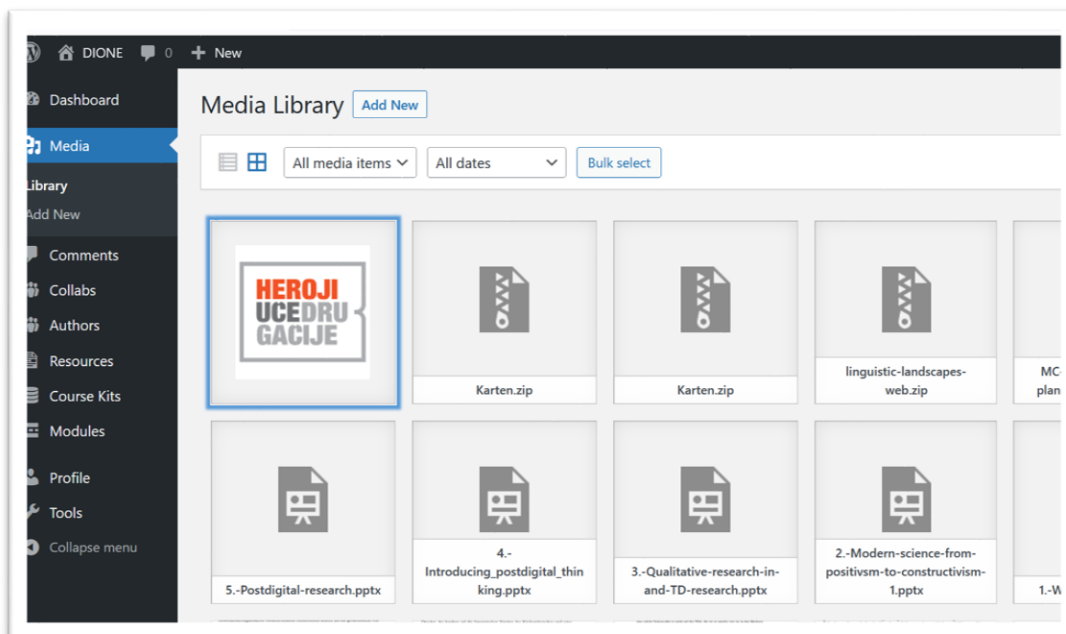 DIONE 0 + New
Dashboard
Media
Library
Add New
Comments
Collabs
Authors
Resources
Course Kits
Modules
Profile
Tools
Collapse menu
Media Library Add New
All media items All dates Bulk select
HEROJI
UCEDRU
GACIJE
Karten.zip
Karten.zip
linguistic-landscapes-
web.zip
MC-
plan
5.-Postdigital-research.pptx
4.-
Introducing_postdigital_thin
king.pptx
3.-Qualitative-research-in-
and-TD-research.pptx
2.-Modern-science-from-
positivsm-to-constructivism-
1.pptx
1.-W